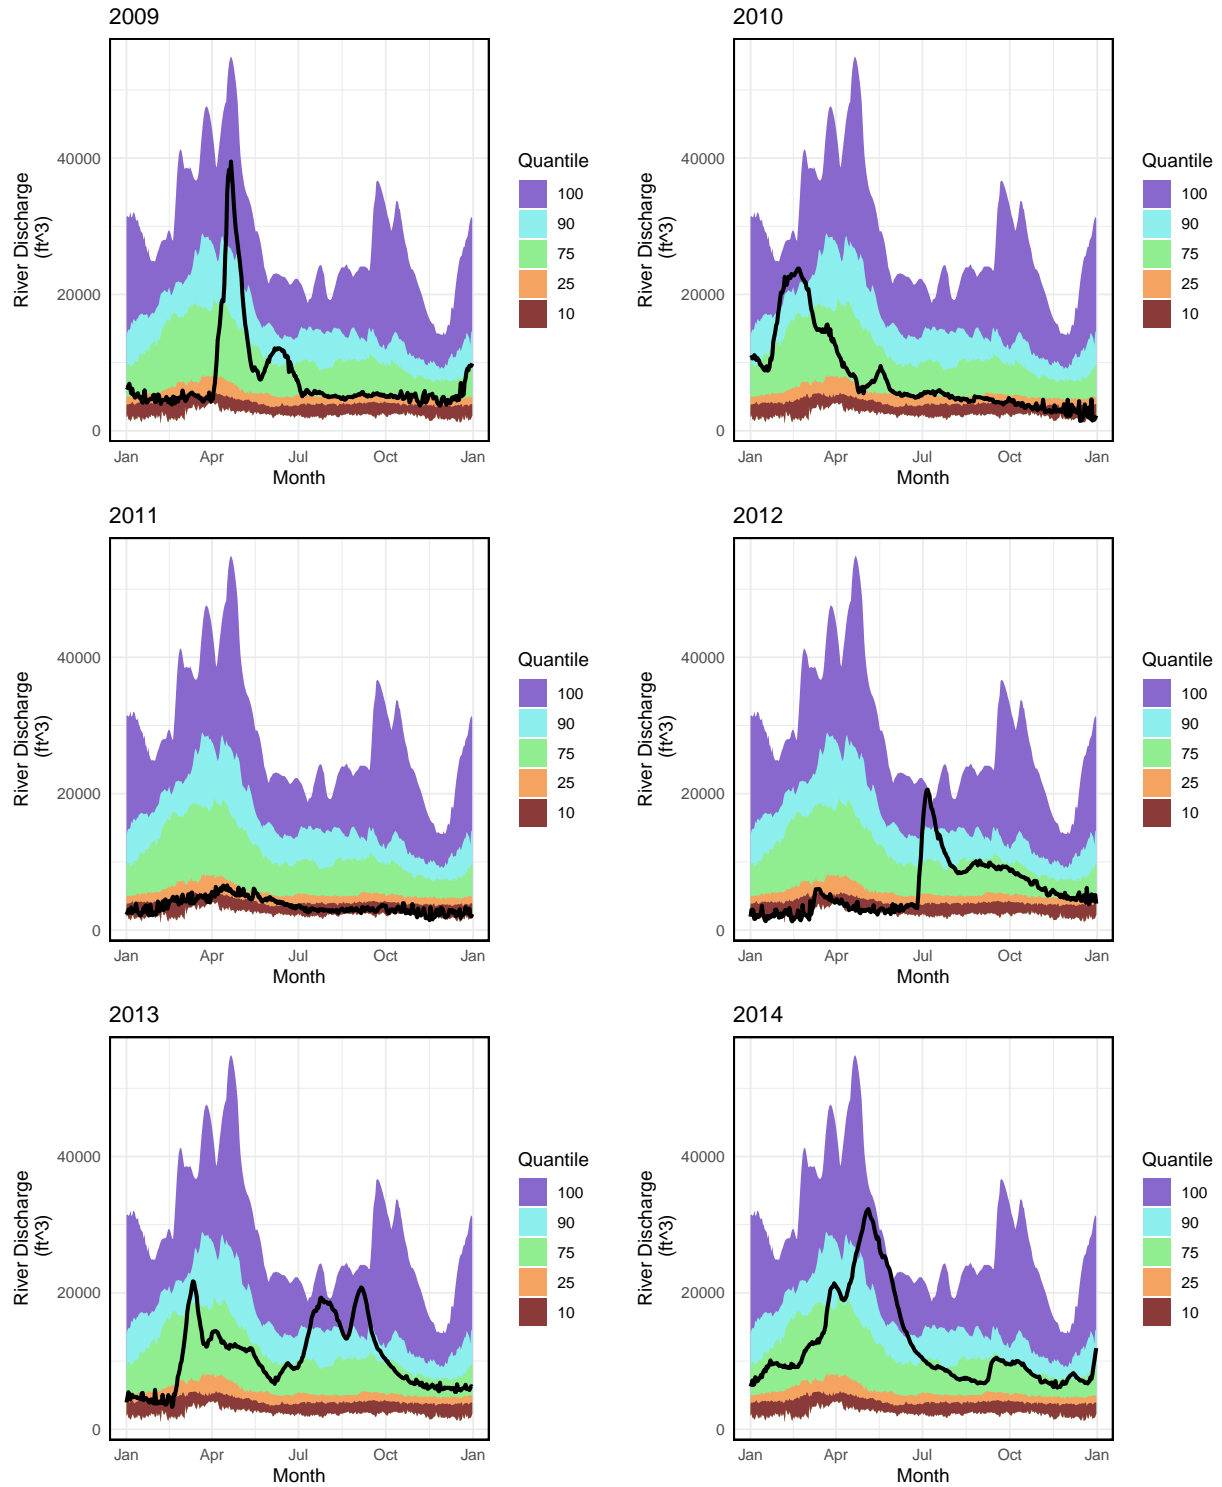 2009
River Discharge
(ft^3)
40000
20000
0
Jan
Apr
Jul
Oct
Jan
Month
Quantile
100
90
75
25
10
2010
River Discharge
(ft^3)
40000
20000
0
Jan
Apr
Jul
Oct
Jan
Month
Quantile
100
90
75
25
10
2011
River Discharge
(ft^3)
40000
20000
0
Jan
Apr
Jul
Oct
Jan
Month
Quantile
100
90
75
25
10
2012
River Discharge
(ft^3)
40000
20000
0
Jan
Apr
Jul
Oct
Jan
Month
Quantile
100
90
75
25
10
2013
River Discharge
(ft^3)
40000
20000
0
Jan
Apr
Jul
Oct
Jan
Month
Quantile
100
90
75
25
10
2014
River Discharge
(ft^3)
40000
20000
0
Jan
Apr
Jul
Oct
Jan
Month
Quantile
100
90
75
25
10